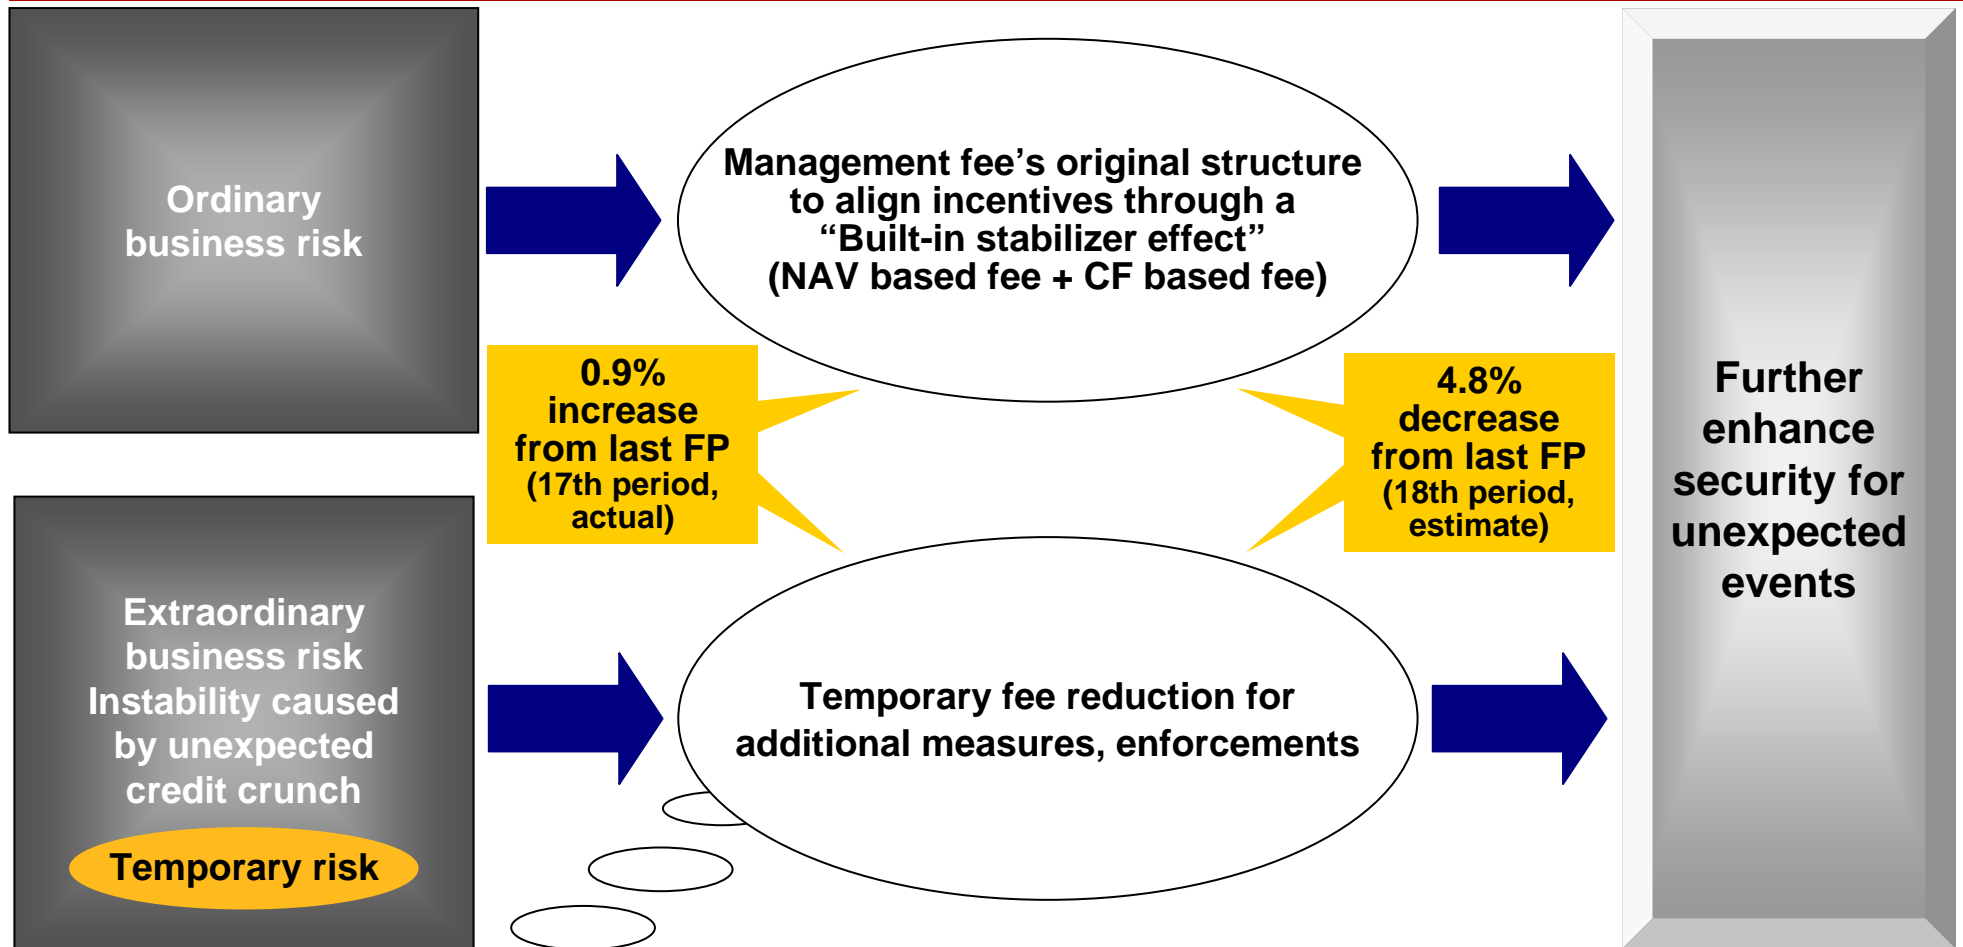 Ordinary
business risk
Management fee’s original structure
to align incentives through a
“Built-in stabilizer effect”
(NAV based fee + CF based fee)
0.9%
increase
from last FP
(17th period,
actual)
4.8%
decrease
from last FP
(18th period,
estimate)
Further
enhance
security for
unexpected
events
Extraordinary
business risk
Instability caused
by unexpected
credit crunch
Temporary risk
Temporary fee reduction for
additional measures, enforcements